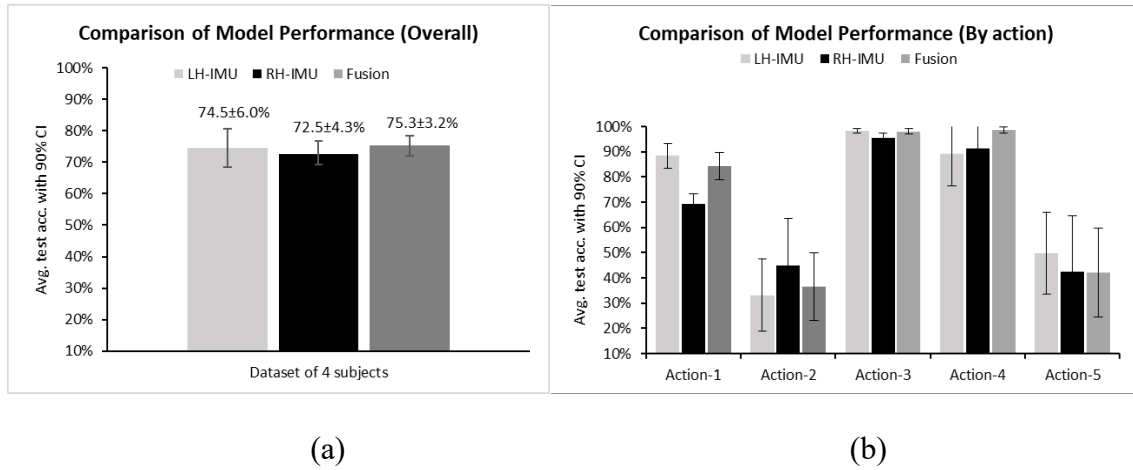 Comparison of Model Performance (Overall)
LH-IMU RH-IMU Fusion
100%
90%
80%
70%
60%
50%
40%
30%
20%
10%
Avg. test acc. with 90% CI
74.5±6.0%
72.5±4.3%
75.3±3.2%
Dataset of 4 subjects
(a)
Comparison of Model Performance (By action)
LH-IMU RH-IMU Fusion
100%
90%
80%
70%
60%
50%
40%
30%
20%
10%
Avg. test acc. with 90% CI
Action-1 Action-2 Action-3 Action-4 Action-5
(b)